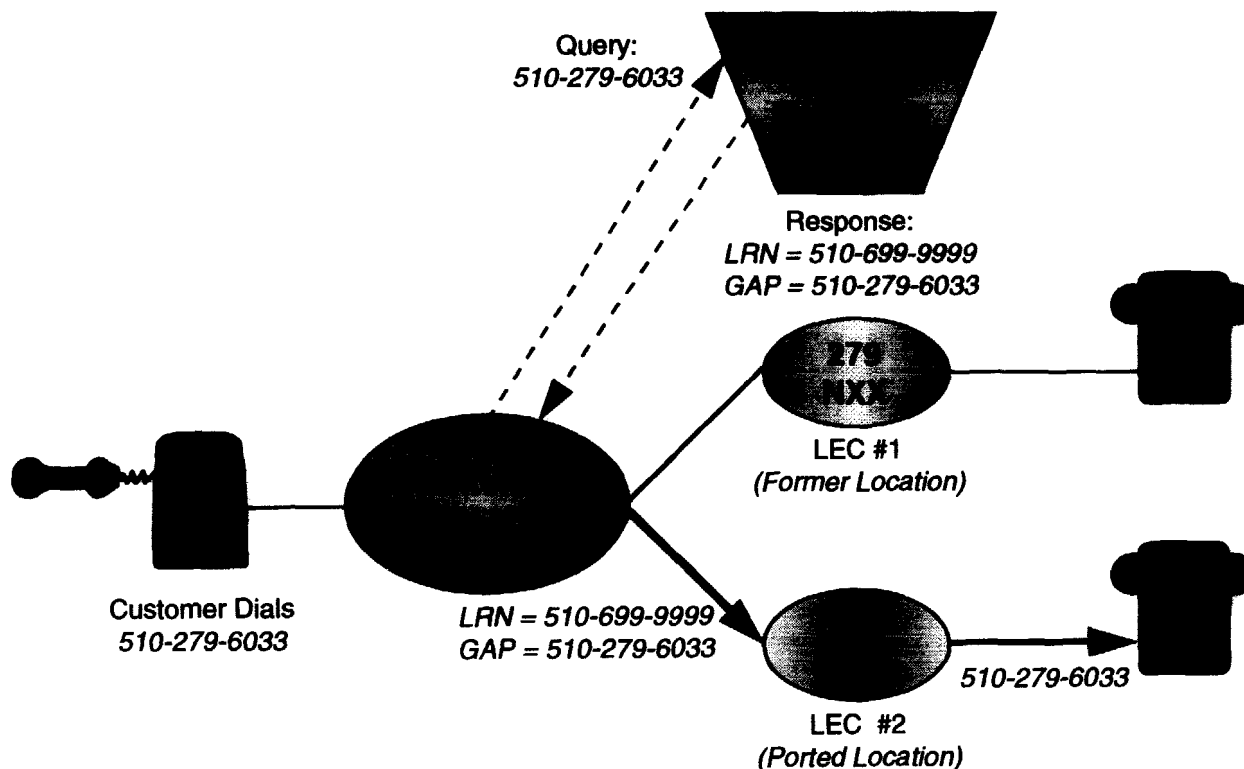 Query:
510-279-6033
Response:
LRN = 510-699-9999
GAP = 510-279-6033
279
NXX
LEC #1
(Former Location)
Customer Dials
510-279-6033
LRN = 510-699-9999
GAP = 510-279-6033
510-279-6033
LEC #2
(Ported Location)